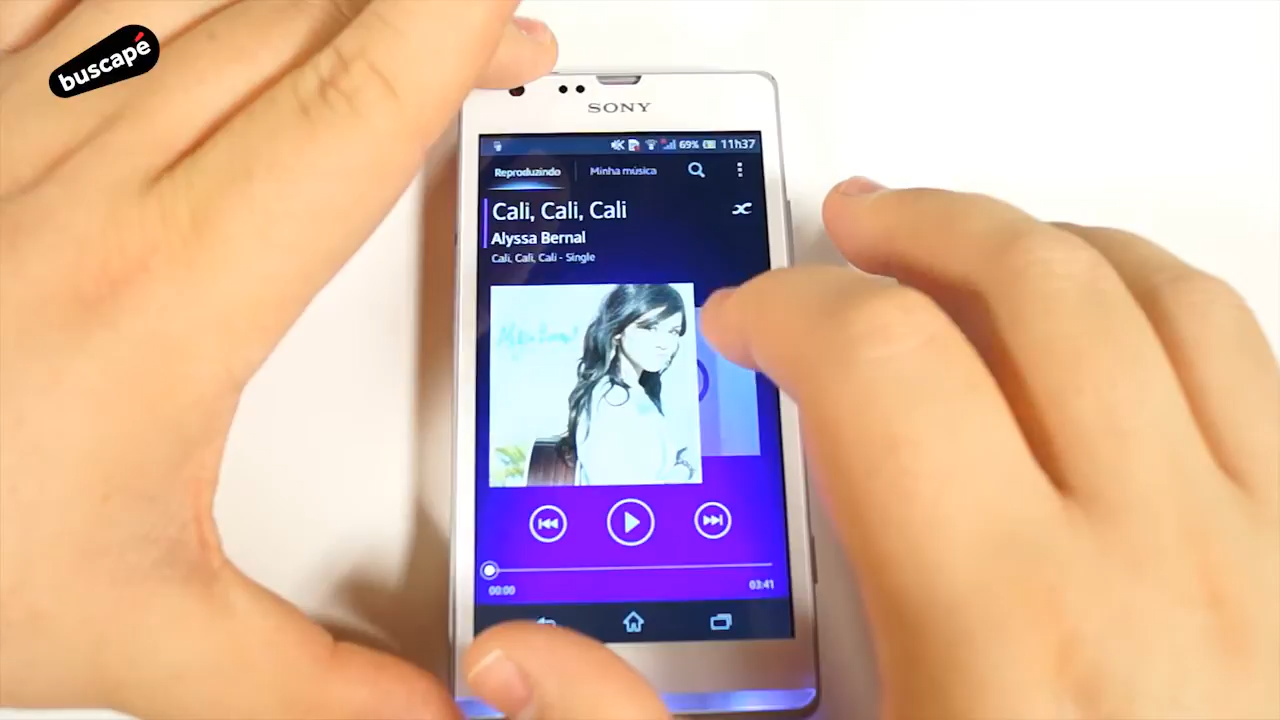 buscapé
SONY
69% 11h37
Reproduzindo Minha música
Cali, Cali, Cali
Alyssa Bernal
Cali, Cali, Cali - Single
00:00 03:41